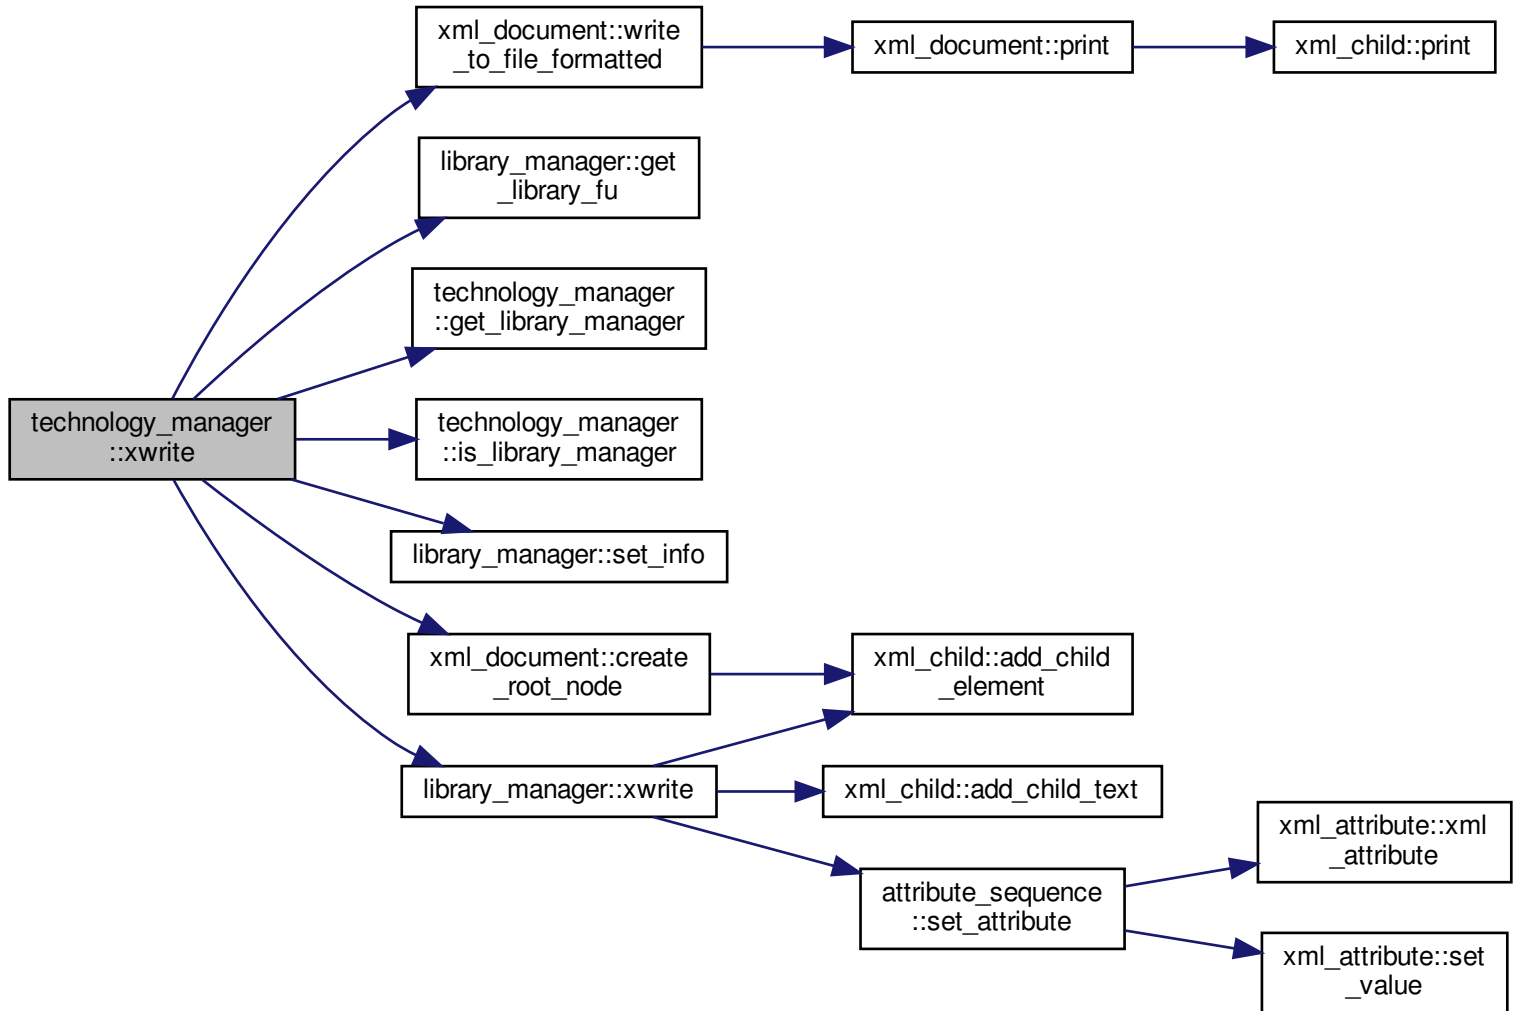 xml_document::write
_to_file_formatted
xml_document::print
xml_child::print
library_manager::get
_library_fu
technology_manager
::get_library_manager
technology_manager
::xwrite
technology_manager
::is_library_manager
library_manager::set_info
xml_document::create
_root_node
xml_child::add_child
_element
library_manager::xwrite
xml_child::add_child_text
xml_attribute::xml
_attribute
attribute_sequence
::set_attribute
xml_attribute::set
_value